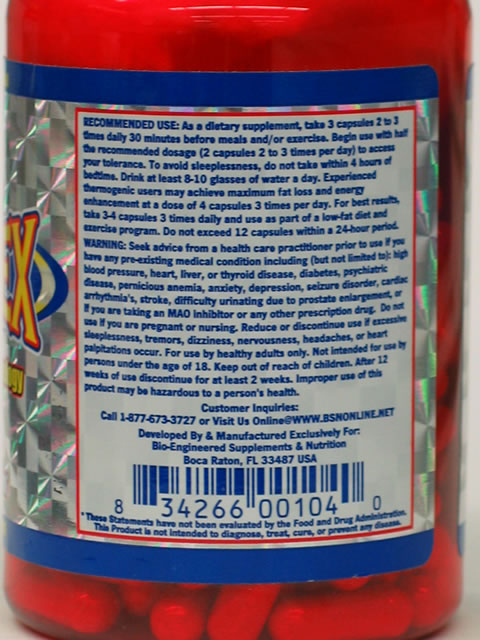 RECOMMENDED USE: As a dietary supplement, take 3 capsules 2 to 3
times daily 30 minutes before meals and/or exercise. Begin use with half
the recommended dosage (2 capsules 2 to 3 times per day) to access
your tolerance. To avoid sleeplessness, do not take within 4 hours of
bedtime. Drink at least 8-10 glasses of water a day. Experienced
thermogenic users may achieve maximum fat loss and energy
enhancement at a dose of 4 capsules 3 times per day. For best results,
take 3-4 capsules 3 times daily and use as part of a low-fat diet and
exercise program. Do not exceed 12 capsules within a 24-hour period.
WARNING: Seek advice from a health care practitioner prior to use if you
have any pre-existing medical condition including (but not limited to): high
blood pressure, heart, liver, or thyroid disease, diabetes, psychiatric
disease, pernicious anemia, anxiety, depression, seizure disorder, cardiac
arrhythmia's, stroke, difficulty urinating due to prostate enlargement, or
if you are taking an MAO inhibitor or any other prescription drug. Do not
use if you are pregnant or nursing. Reduce or discontinue use if excessive
sleeplessness, tremors, dizziness, nervousness, headaches, or heart
palpitations occur. For use by healthy adults only. Not intended for use by
persons under the age of 18. Keep out of reach of children. After 12
weeks of use discontinue for at least 2 weeks. Improper use of this
product may be hazardous to a person's health.
Customer Inquiries:
Call 1-877-673-3727 or Visit Us Online@WWW.BSNONLINE.NET
Developed By & Manufactured Exclusively For:
Bio-Engineered Supplements & Nutrition
Boca Raton, FL 33487 USA
8 34266 00104 0
*These Statements have not been evaluated by the Food and Drug Administration.
This Product is not intended to diagnose, treat, cure, or prevent any disease.